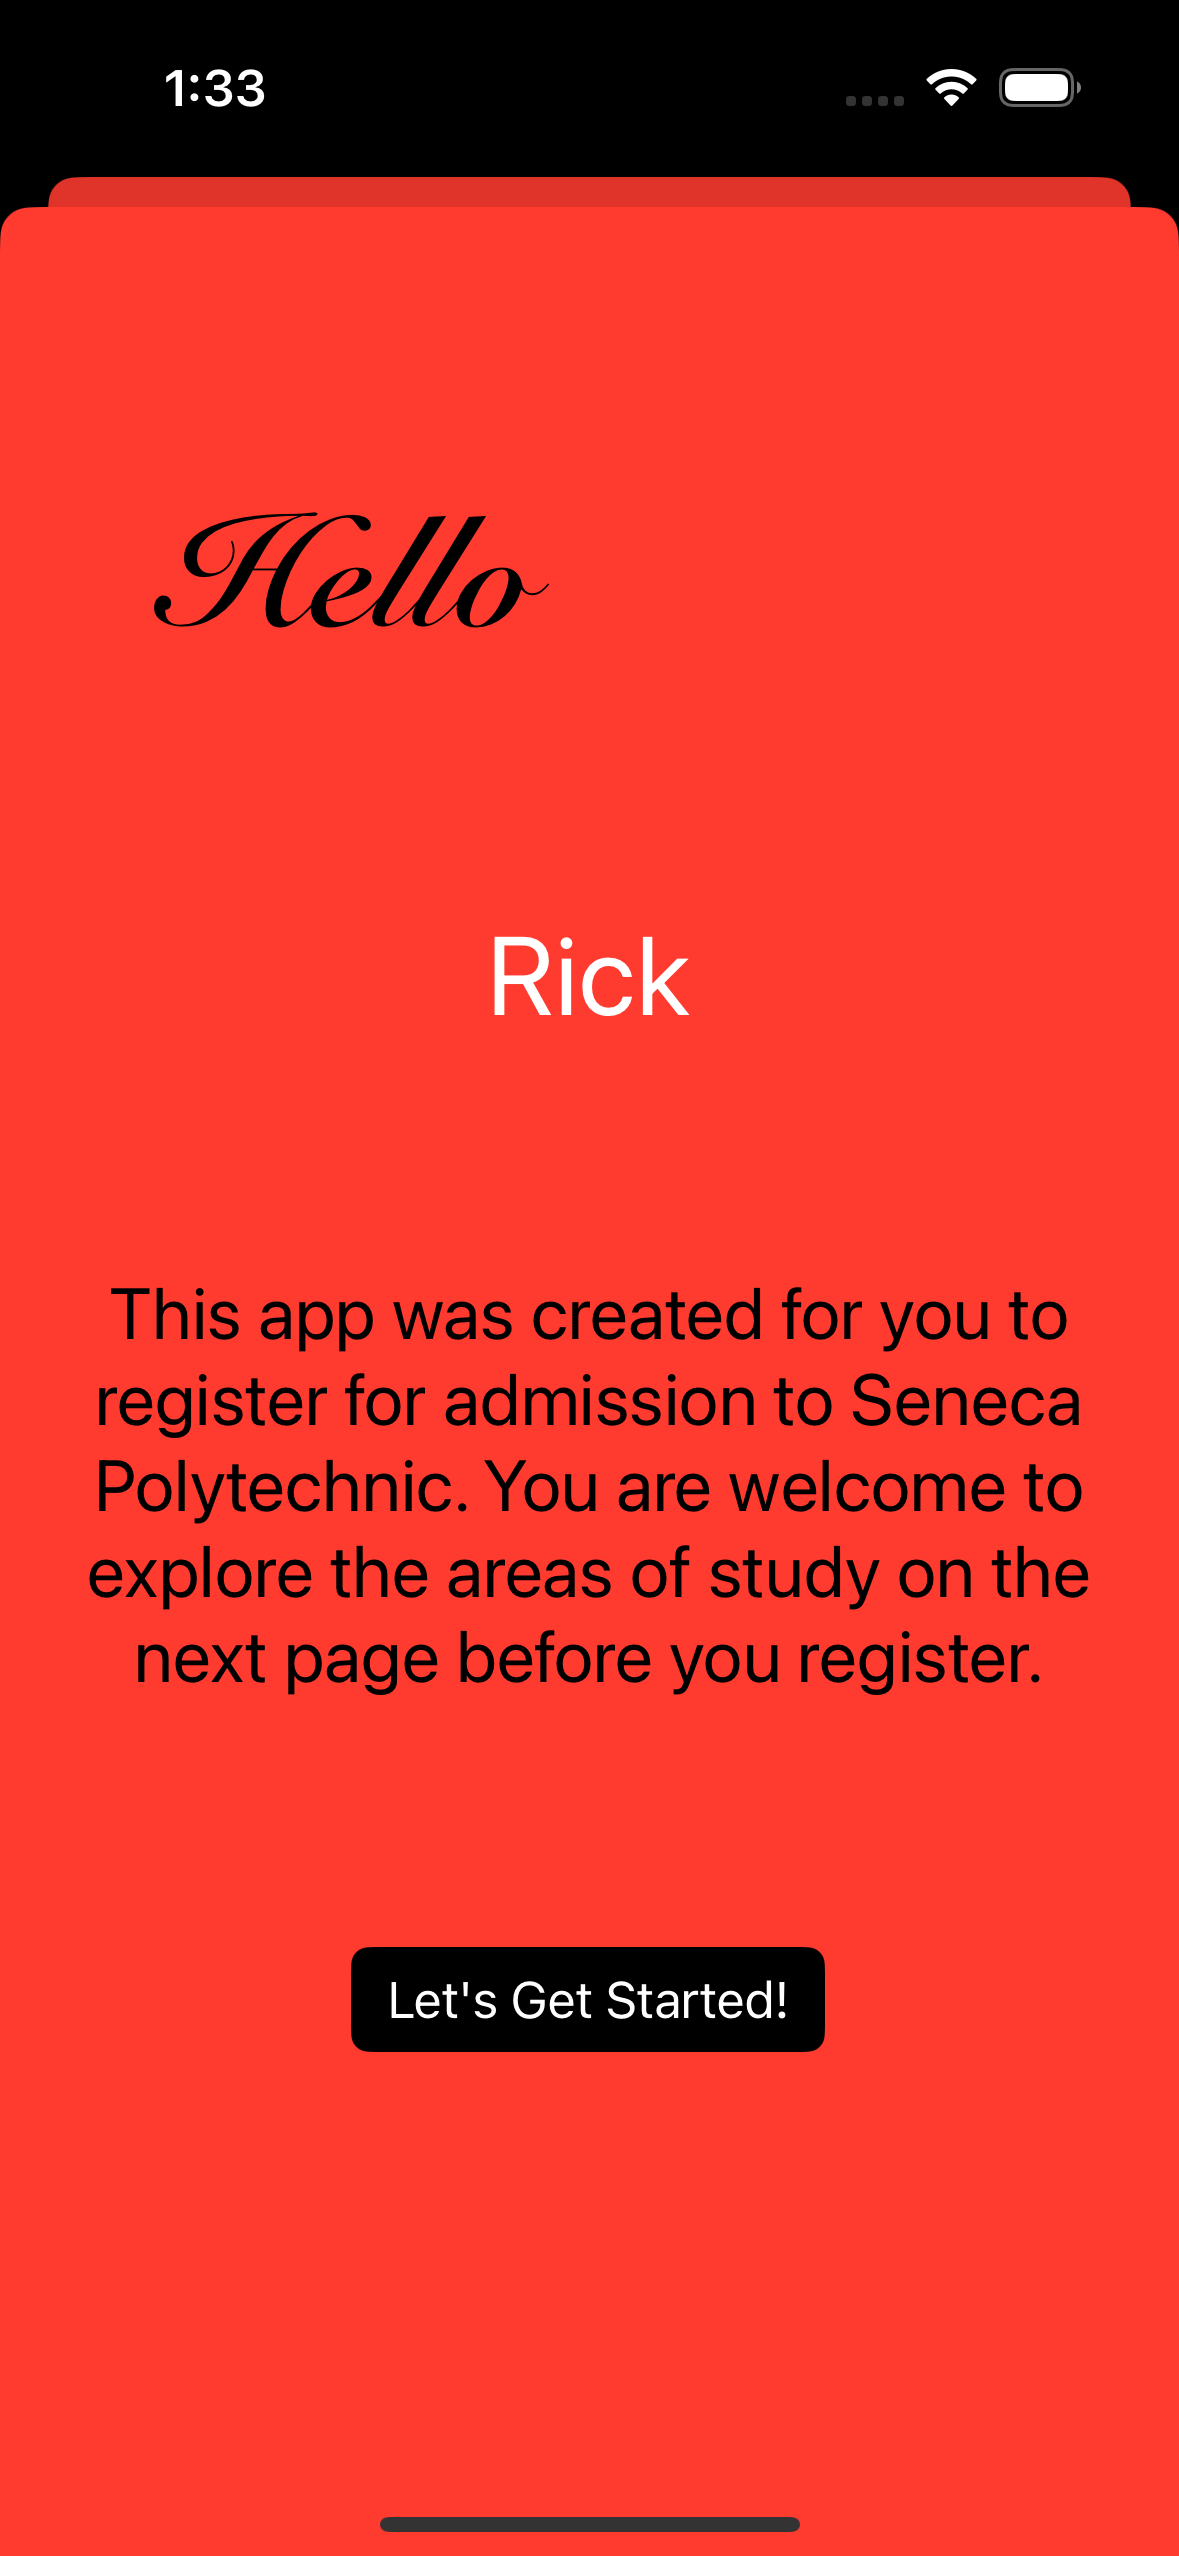 1:33
Hello
Rick
This app was created for you to
register for admission to Seneca
Polytechnic. You are welcome to
explore the areas of study on the
next page before you register.
Let's Get Started!